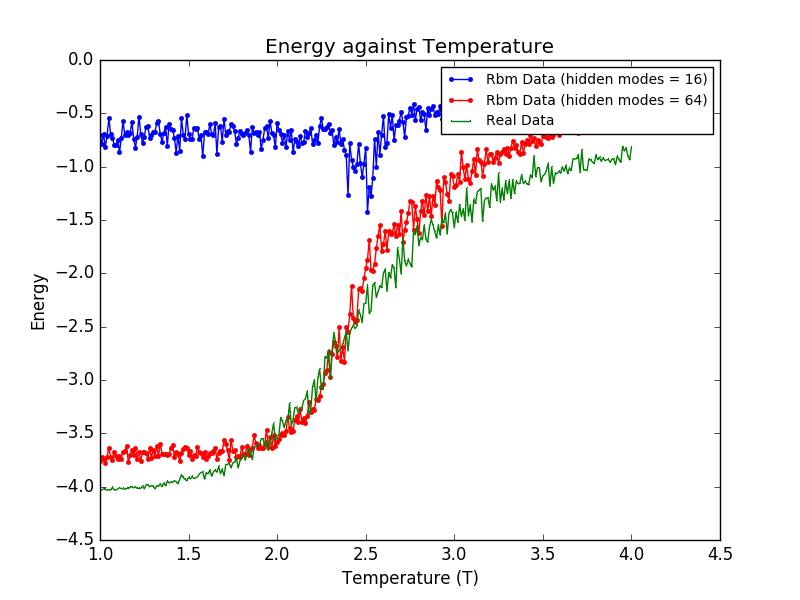 Energy against Temperature
Rbm Data (hidden modes = 16)
Rbm Data (hidden modes = 64)
Real Data
0.0
−0.5
−1.0
−1.5
−2.0
−2.5
−3.0
−3.5
−4.0
−4.5
Energy
1.0 1.5 2.0 2.5 3.0 3.5 4.0 4.5
Temperature (T)